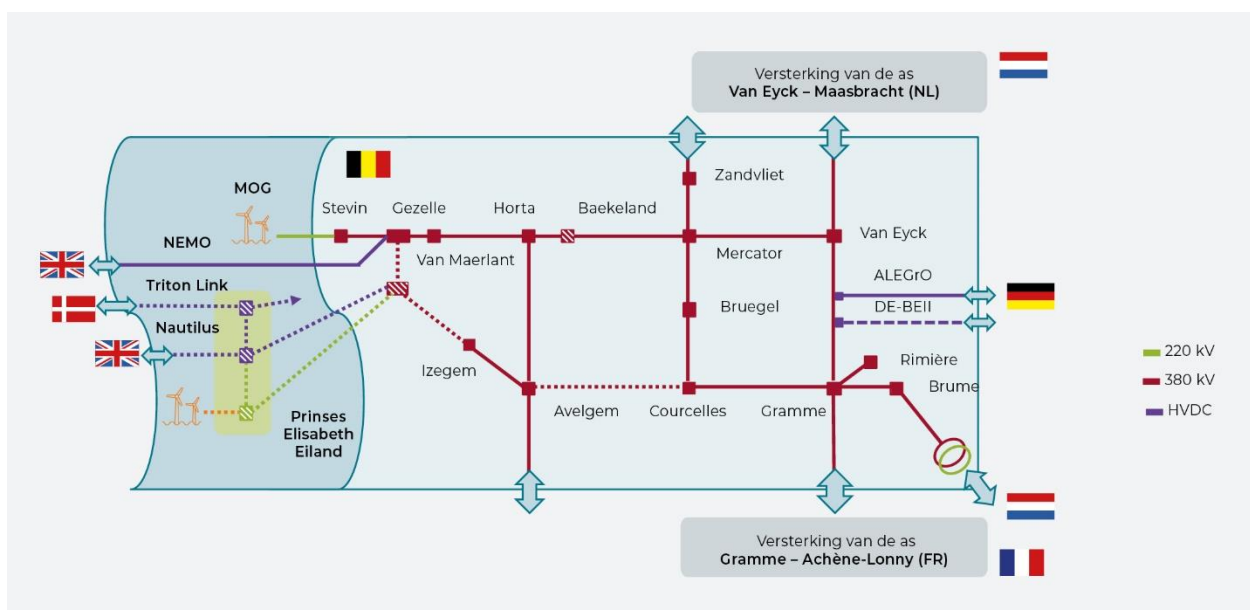 Versterking van de as
Van Eyck – Maasbracht (NL)
MOG
Zandvliet
Stevin
Gezelle
Horta
Baekeland
NEMO
Van Maerlant
Mercator
Van Eyck
Triton Link
ALEGrO
DE-BEII
Nautilus
Bruegel
Izegem
Rimière
Brume
220 kV
380 kV
HVDC
Prinses
Elisabeth
Eiland
Avelgem
Courcelles
Gramme
Versterking van de as
Gramme – Achène-Lonny (FR)